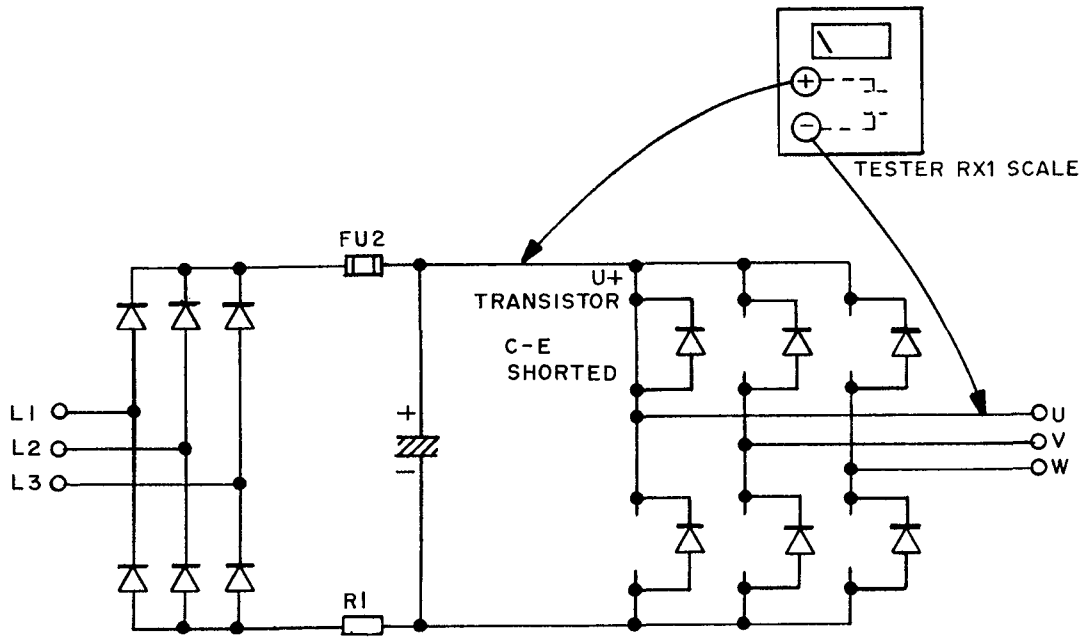 +
−
TESTER RX1 SCALE
FU2
U+
TRANSISTOR
C-E
SHORTED
L1
L2
L3
+
−
U
V
W
R1